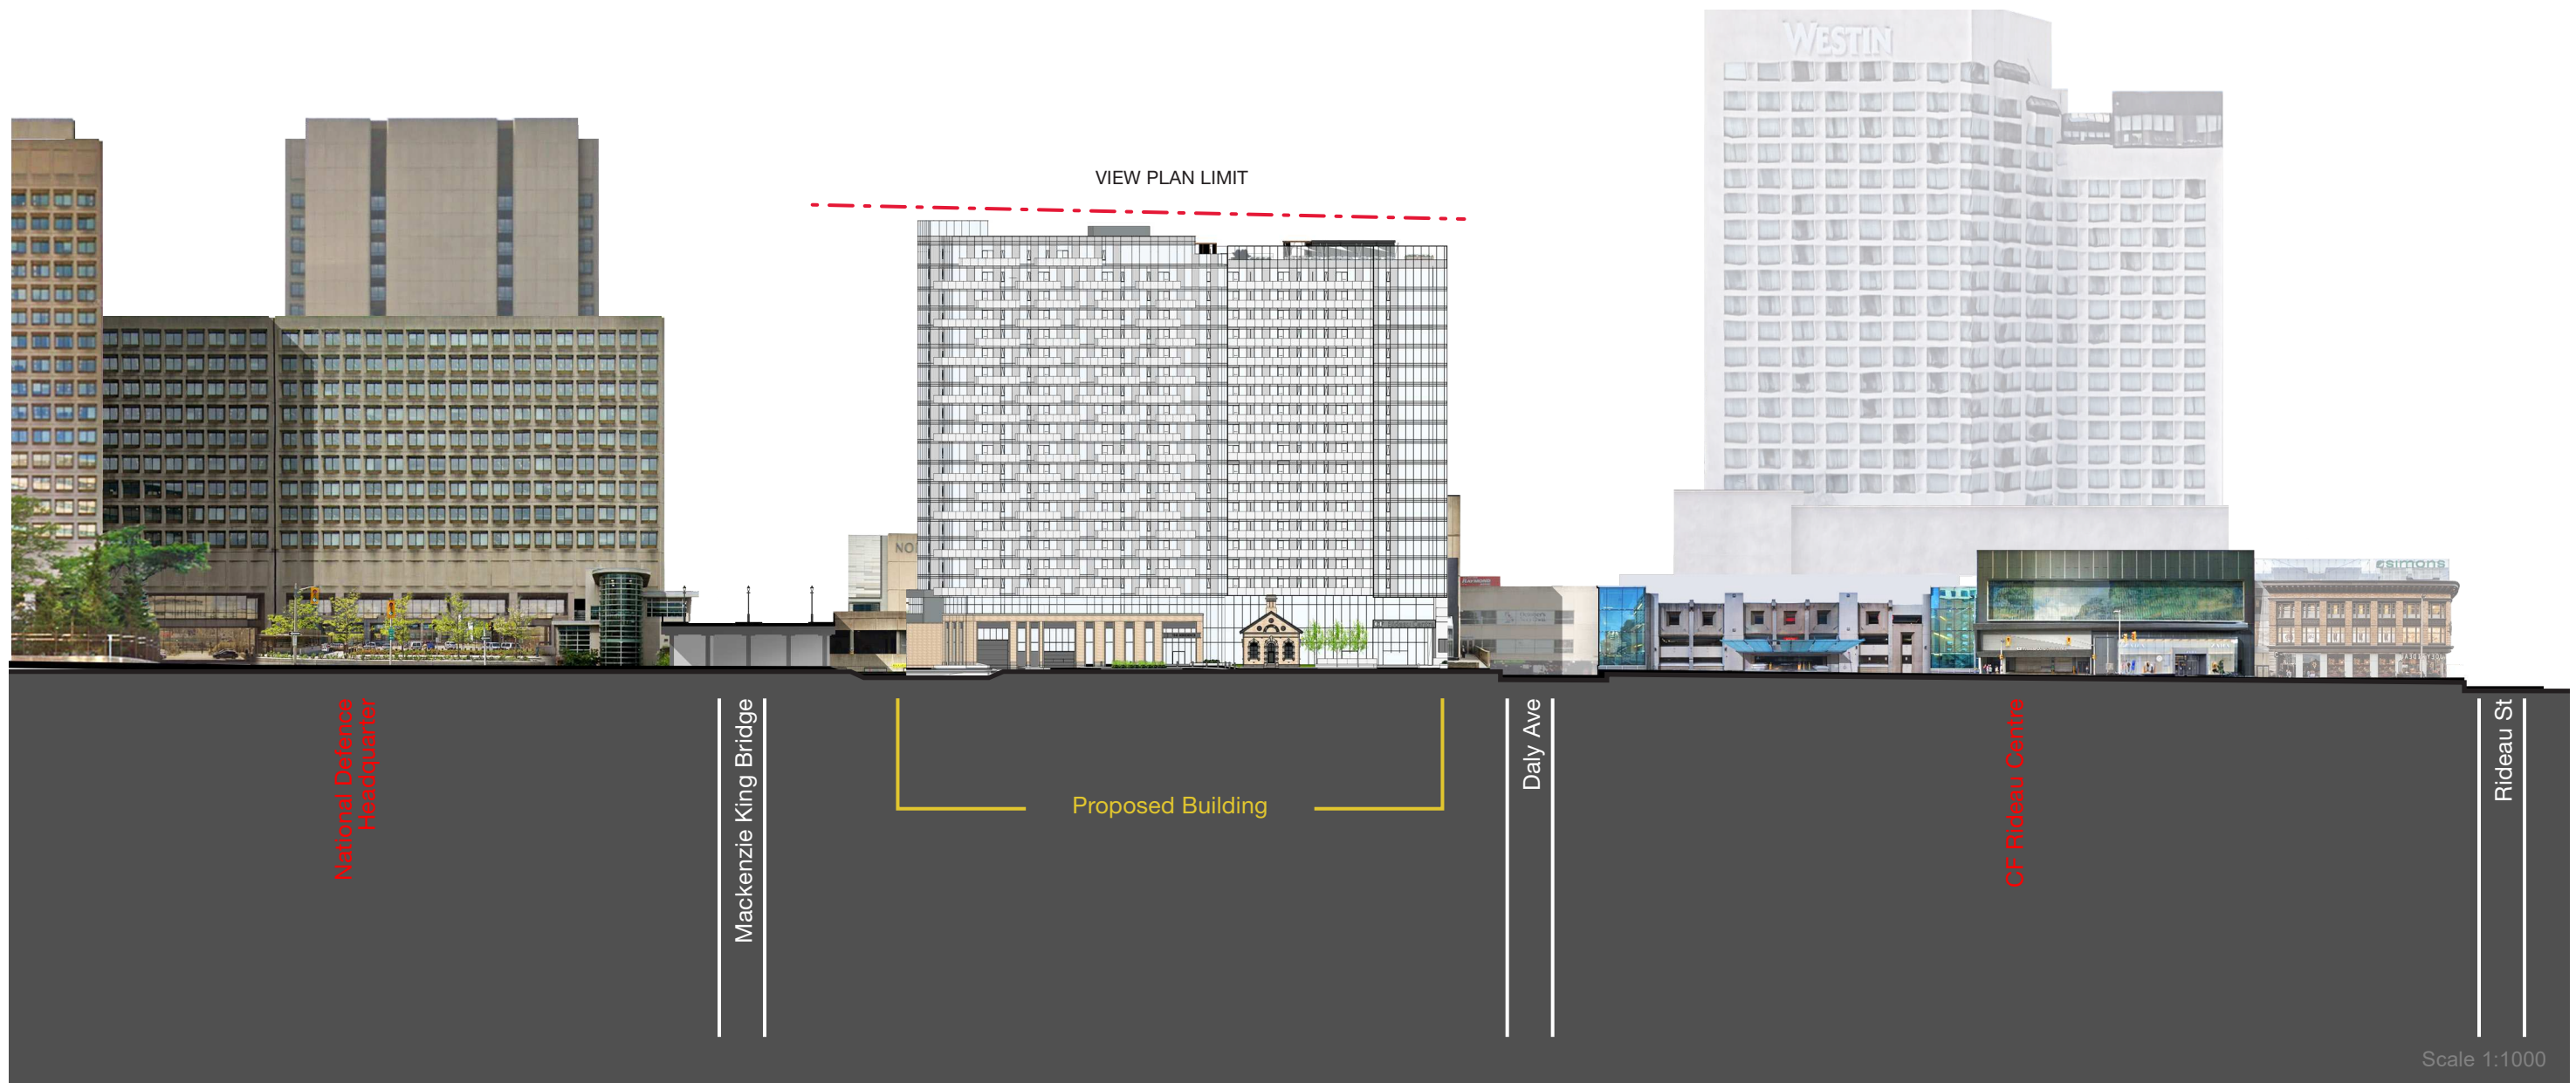 WESTIN
VIEW PLAN LIMIT
NO
simons
National Defence
Headquarter
Mackenzie King Bridge
Proposed Building
Daly Ave
CF Rideau Centre
Rideau St
Scale 1:1000